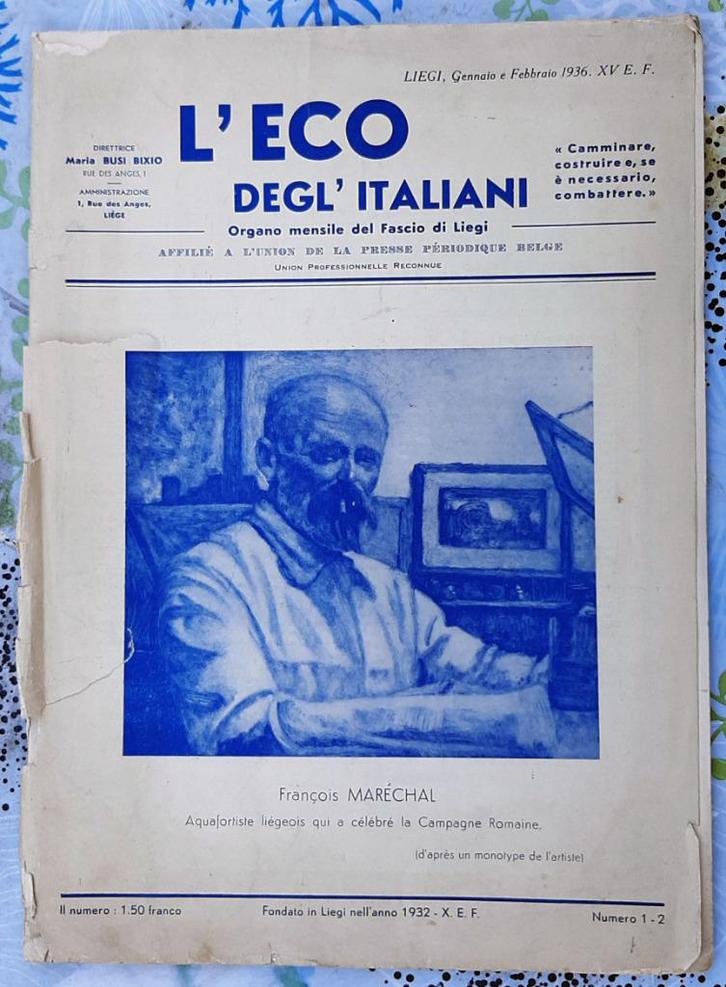 LIEGI, Gennaio e Febbraio 1936. XV E. F.
L'ECO
DEGL' ITALIANI
DIRETTRICE
Maria BUSI BIXIO
RUE DES ANGES, 1
AMMINISTRAZIONE
1, Rue des Anges,
LIÉGE
« Camminare,
costruire e, se
è necessario,
combattere. »
Organo mensile del Fascio di Liegi
AFFILIÉ A L'UNION DE LA PRESSE PÉRIODIQUE BELGE
UNION PROFESSIONNELLE RECONNUE
François MARÉCHAL
Aquafortiste liégeois qui a célébré la Campagne Romaine.
(d'après un monotype de l'artiste)
Il numero : 1.50 franco
Fondato in Liegi nell'anno 1932 - X. E. F.
Numero 1 - 2